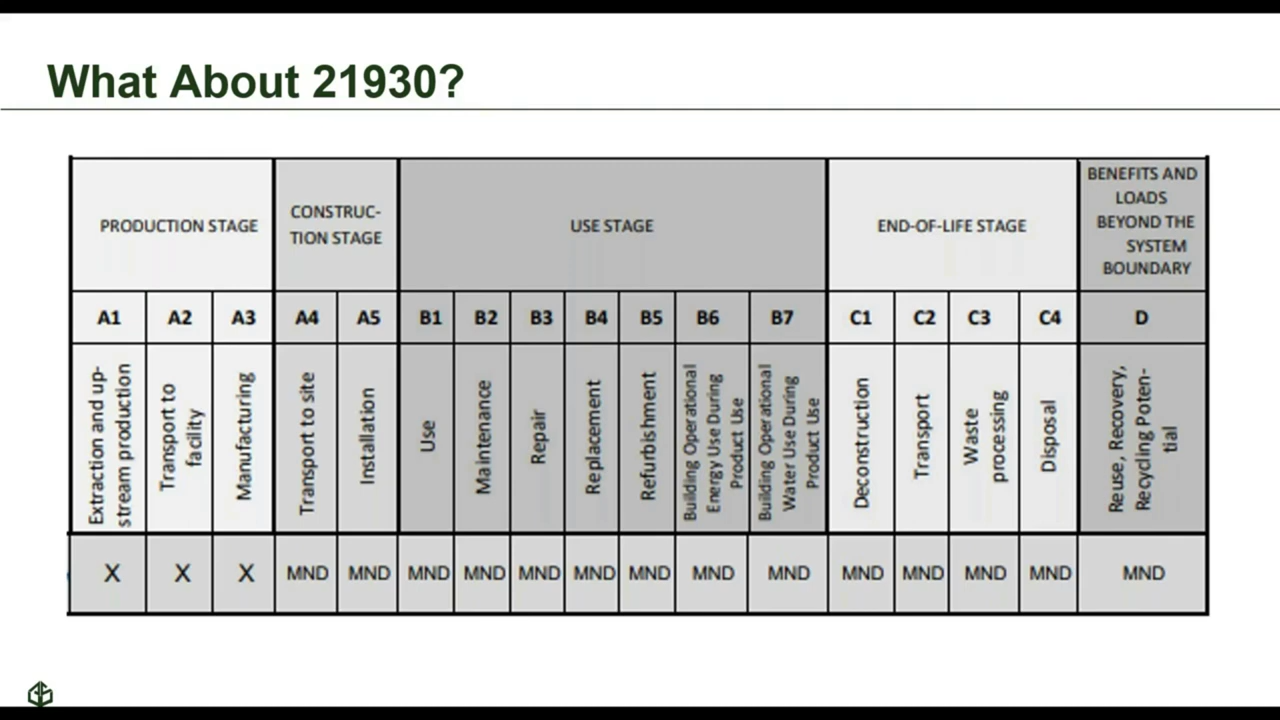 What About 21930?
PRODUCTION STAGE
CONSTRUC-
TION STAGE
USE STAGE
END-OF-LIFE STAGE
BENEFITS AND
LOADS
BEYOND THE
SYSTEM
BOUNDARY
A1 A2 A3 A4 A5 B1 B2 B3 B4 B5 B6 B7 C1 C2 C3 C4 D
Extraction and up-
stream production
Transport to
facility
Manufacturing
Transport to site
Installation
Use
Maintenance
Repair
Replacement
Refurbishment
Building Operational
Energy Use During
Product Use
Building Operational
Water Use During
Product Use
Deconstruction
Transport
Waste
processing
Disposal
Reuse, Recovery,
Recycling Poten-
tial
X X X MND MND MND MND MND MND MND MND MND MND MND MND MND MND